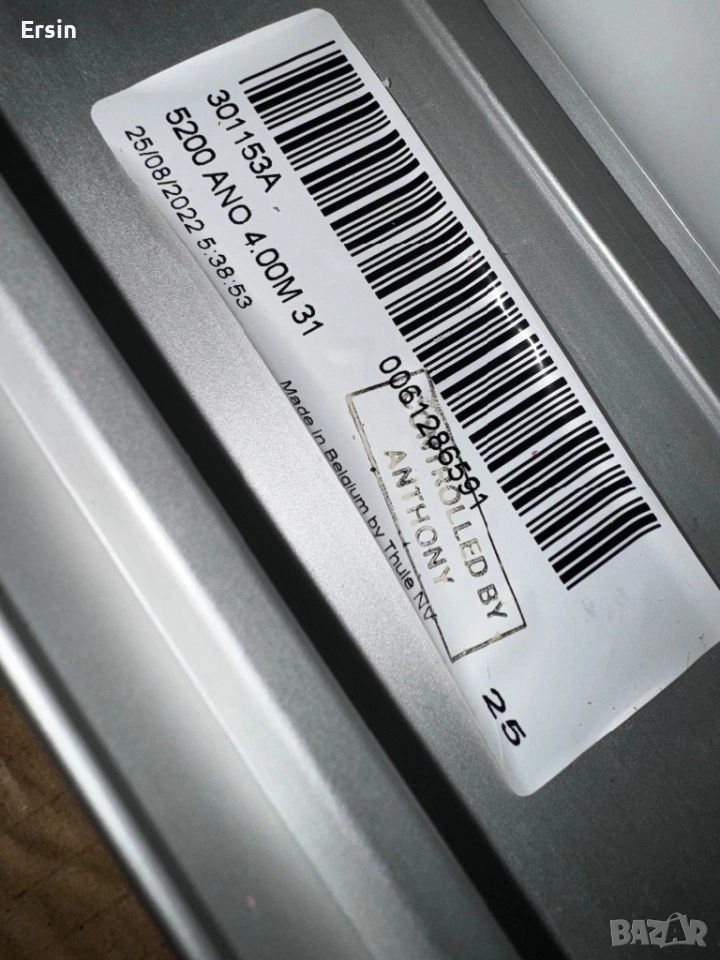 Ersin
301153A
5200 ANO 4.00M 31
25/08/2022 5:38:53
0061286591
CONTROLLED BY
ANTHONY
Made in Belgium by Thule NV
25
BAZAR